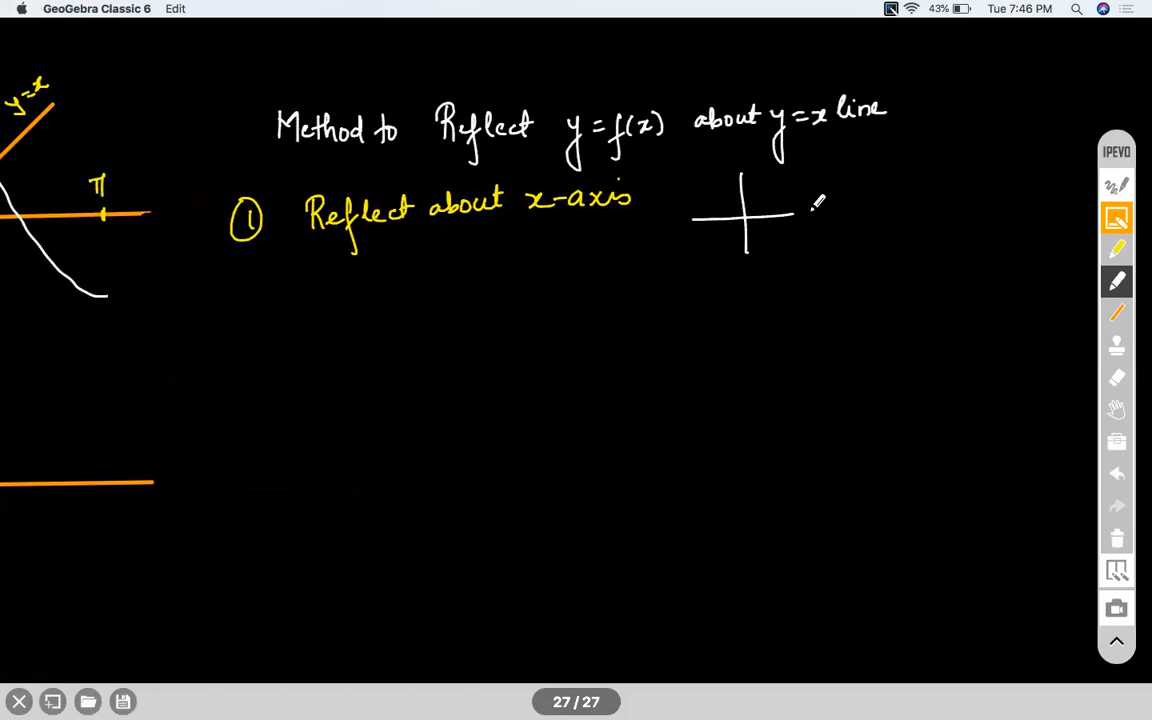 GeoGebra Classic 6 Edit 43% Tue 7:46 PM
y=x
Method to Reflect y=f(x) about y=x line
π
① Reflect about x-axis
IPEVO
27/27